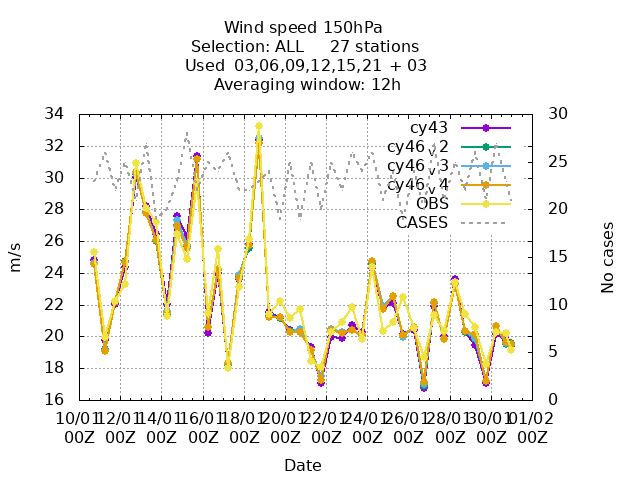 Wind speed 150hPa
Selection: ALL 27 stations
Used 03,06,09,12,15,21 + 03
Averaging window: 12h
34 30
32
30 25
28
26 20
24 15
22 10
20
18 5
16 0
m/s
No cases
cy43
cy46_v2
cy46_v3
cy46_v4
OBS
CASES
10/01 12/01 14/01 16/01 18/01 20/01 22/01 24/01 26/01 28/01 30/01 01/02
00Z 00Z 00Z 00Z 00Z 00Z 00Z 00Z 00Z 00Z 00Z 00Z
Date